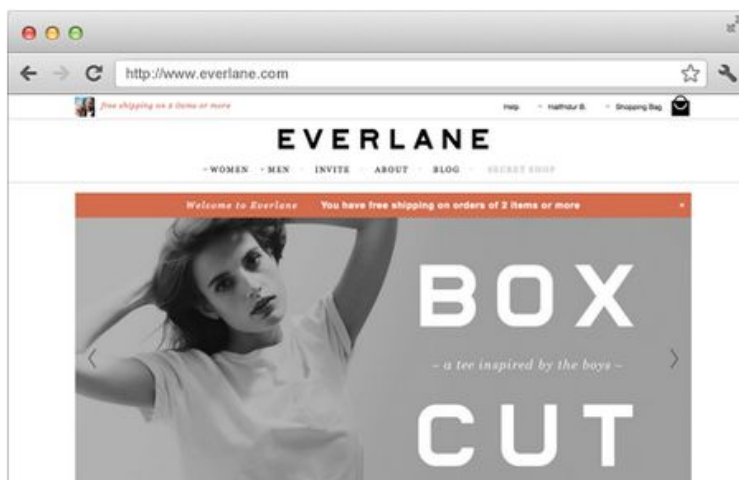 http://www.everlane.com
free shipping on 2 items or more
Help Shopping Bag
EVERLANE
WOMEN MEN INVITE ABOUT BLOG SECRET SHOP
Welcome to Everlane You have free shipping on orders of 2 items or more ×
BOX
– a tee inspired by the boys –
CUT